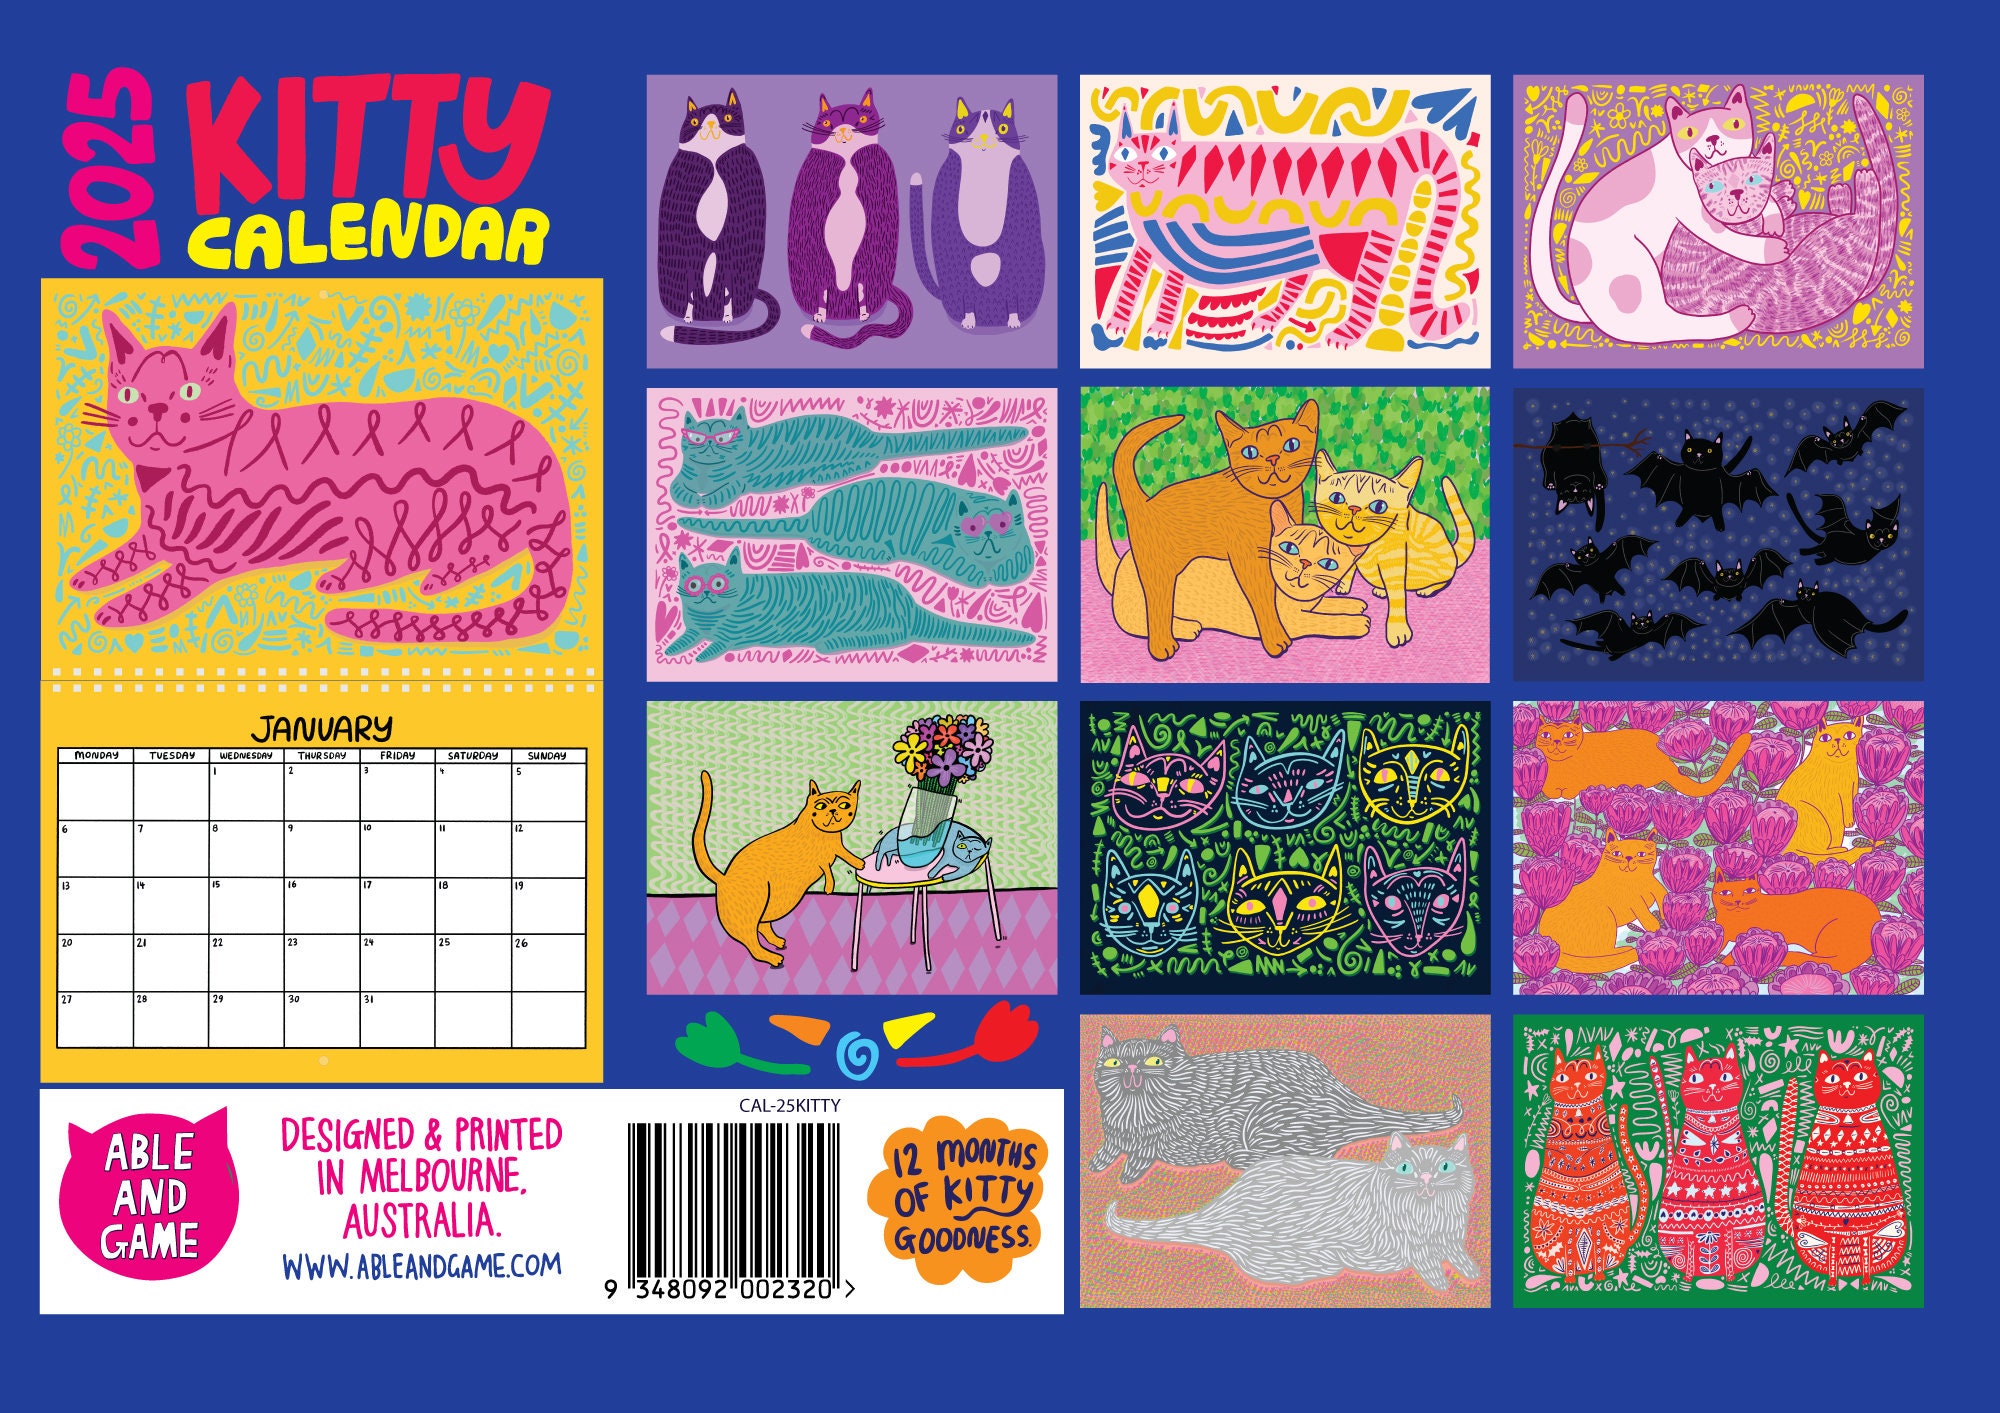 2025
KITTY
CALENDAR
JANUARY
MONDAY TUESDAY WEDNESDAY THURSDAY FRIDAY SATURDAY SUNDAY
1 2 3 4 5
6 7 8 9 10 11 12
13 14 15 16 17 18 19
20 21 22 23 24 25 26
27 28 29 30 31
ABLE
AND
GAME
DESIGNED & PRINTED
IN MELBOURNE,
AUSTRALIA.
WWW.ABLEANDGAME.COM
CAL-25KITTY
9 348092 002320 >
12 MONTHS
OF KITTY
GOODNESS.